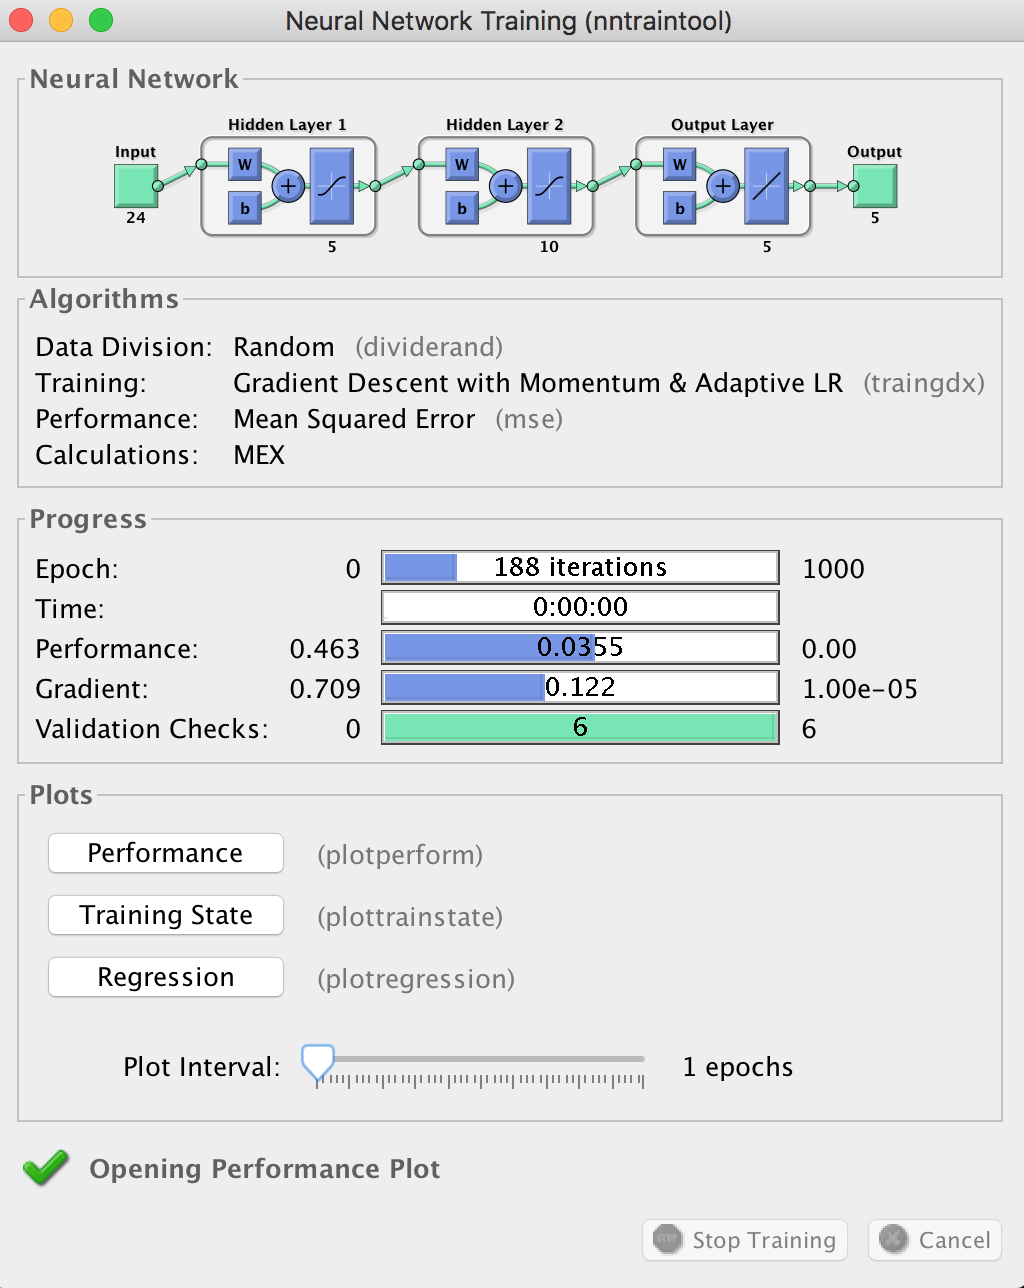 Neural Network Training (nntraintool)
Neural Network
Hidden Layer 1 Hidden Layer 2 Output Layer
Input Output
W W W
b b b
24 5
5 10 5
Algorithms
Data Division: Random (dividerand)
Training: Gradient Descent with Momentum & Adaptive LR (traingdx)
Performance: Mean Squared Error (mse)
Calculations: MEX
Progress
Epoch: 0 188 iterations 1000
Time: 0:00:00
Performance: 0.463 0.0355 0.00
Gradient: 0.709 0.122 1.00e-05
Validation Checks: 0 6 6
Plots
Performance (plotperform)
Training State (plottrainstate)
Regression (plotregression)
Plot Interval: 1 epochs
Opening Performance Plot
STOP Stop Training Cancel